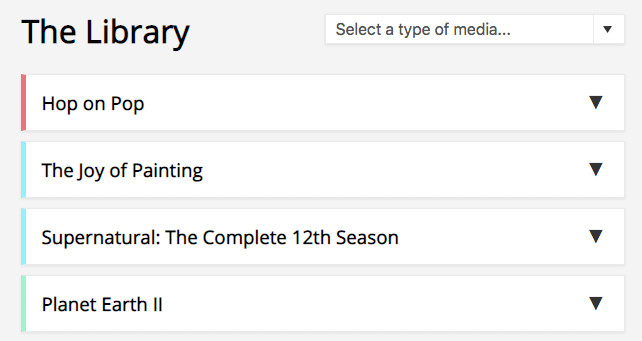 The Library
Select a type of media...
Hop on Pop
The Joy of Painting
Supernatural: The Complete 12th Season
Planet Earth II